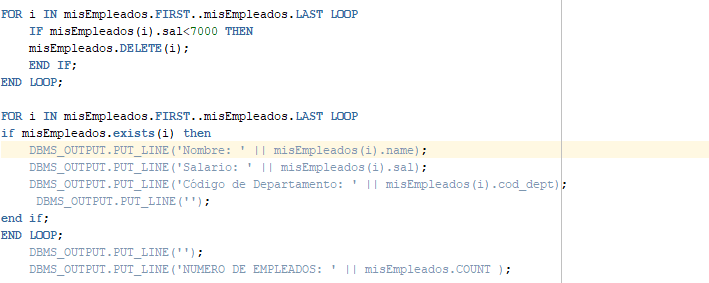 FOR i IN misEmpleados.FIRST..misEmpleados.LAST LOOP
    IF misEmpleados(i).sal<7000 THEN
    misEmpleados.DELETE(i);
    END IF;
END LOOP;

FOR i IN misEmpleados.FIRST..misEmpleados.LAST LOOP
if misEmpleados.exists(i) then
    DBMS_OUTPUT.PUT_LINE('Nombre: ' || misEmpleados(i).name);
    DBMS_OUTPUT.PUT_LINE('Salario: ' || misEmpleados(i).sal);
    DBMS_OUTPUT.PUT_LINE('Código de Departamento: ' || misEmpleados(i).cod_dept);
     DBMS_OUTPUT.PUT_LINE('');
end if;
END LOOP;
    DBMS_OUTPUT.PUT_LINE('');
    DBMS_OUTPUT.PUT_LINE('NUMERO DE EMPLEADOS: ' || misEmpleados.COUNT );